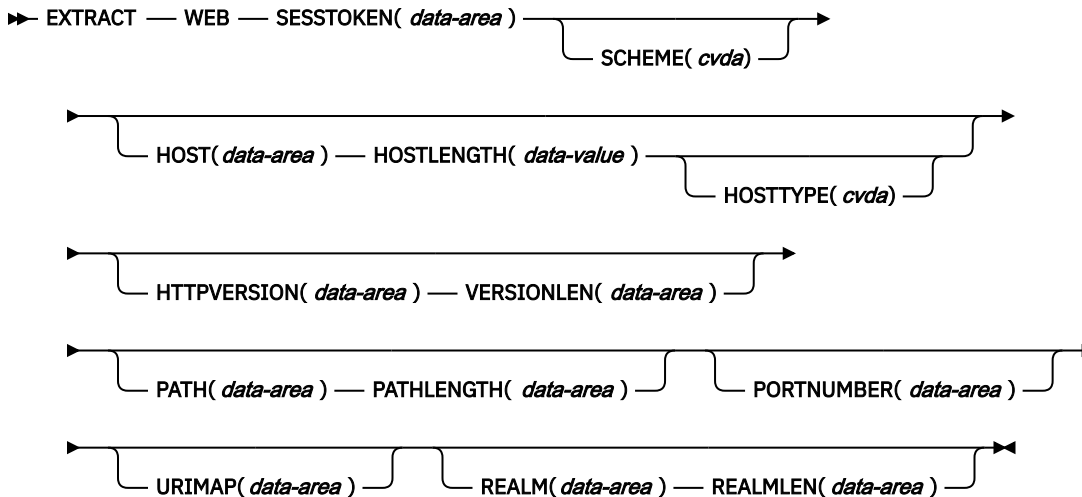 EXTRACT WEB SESSTOKEN( data-area )
SCHEME( cvda)
HOST( data-area ) HOSTLENGTH( data-value )
HOSTTYPE( cvda)
HTTPVERSION( data-area ) VERSIONLEN( data-area )
PATH( data-area ) PATHLENGTH( data-area ) PORTNUMBER( data-area )
URIMAP( data-area ) REALM( data-area ) REALMLEN( data-area )